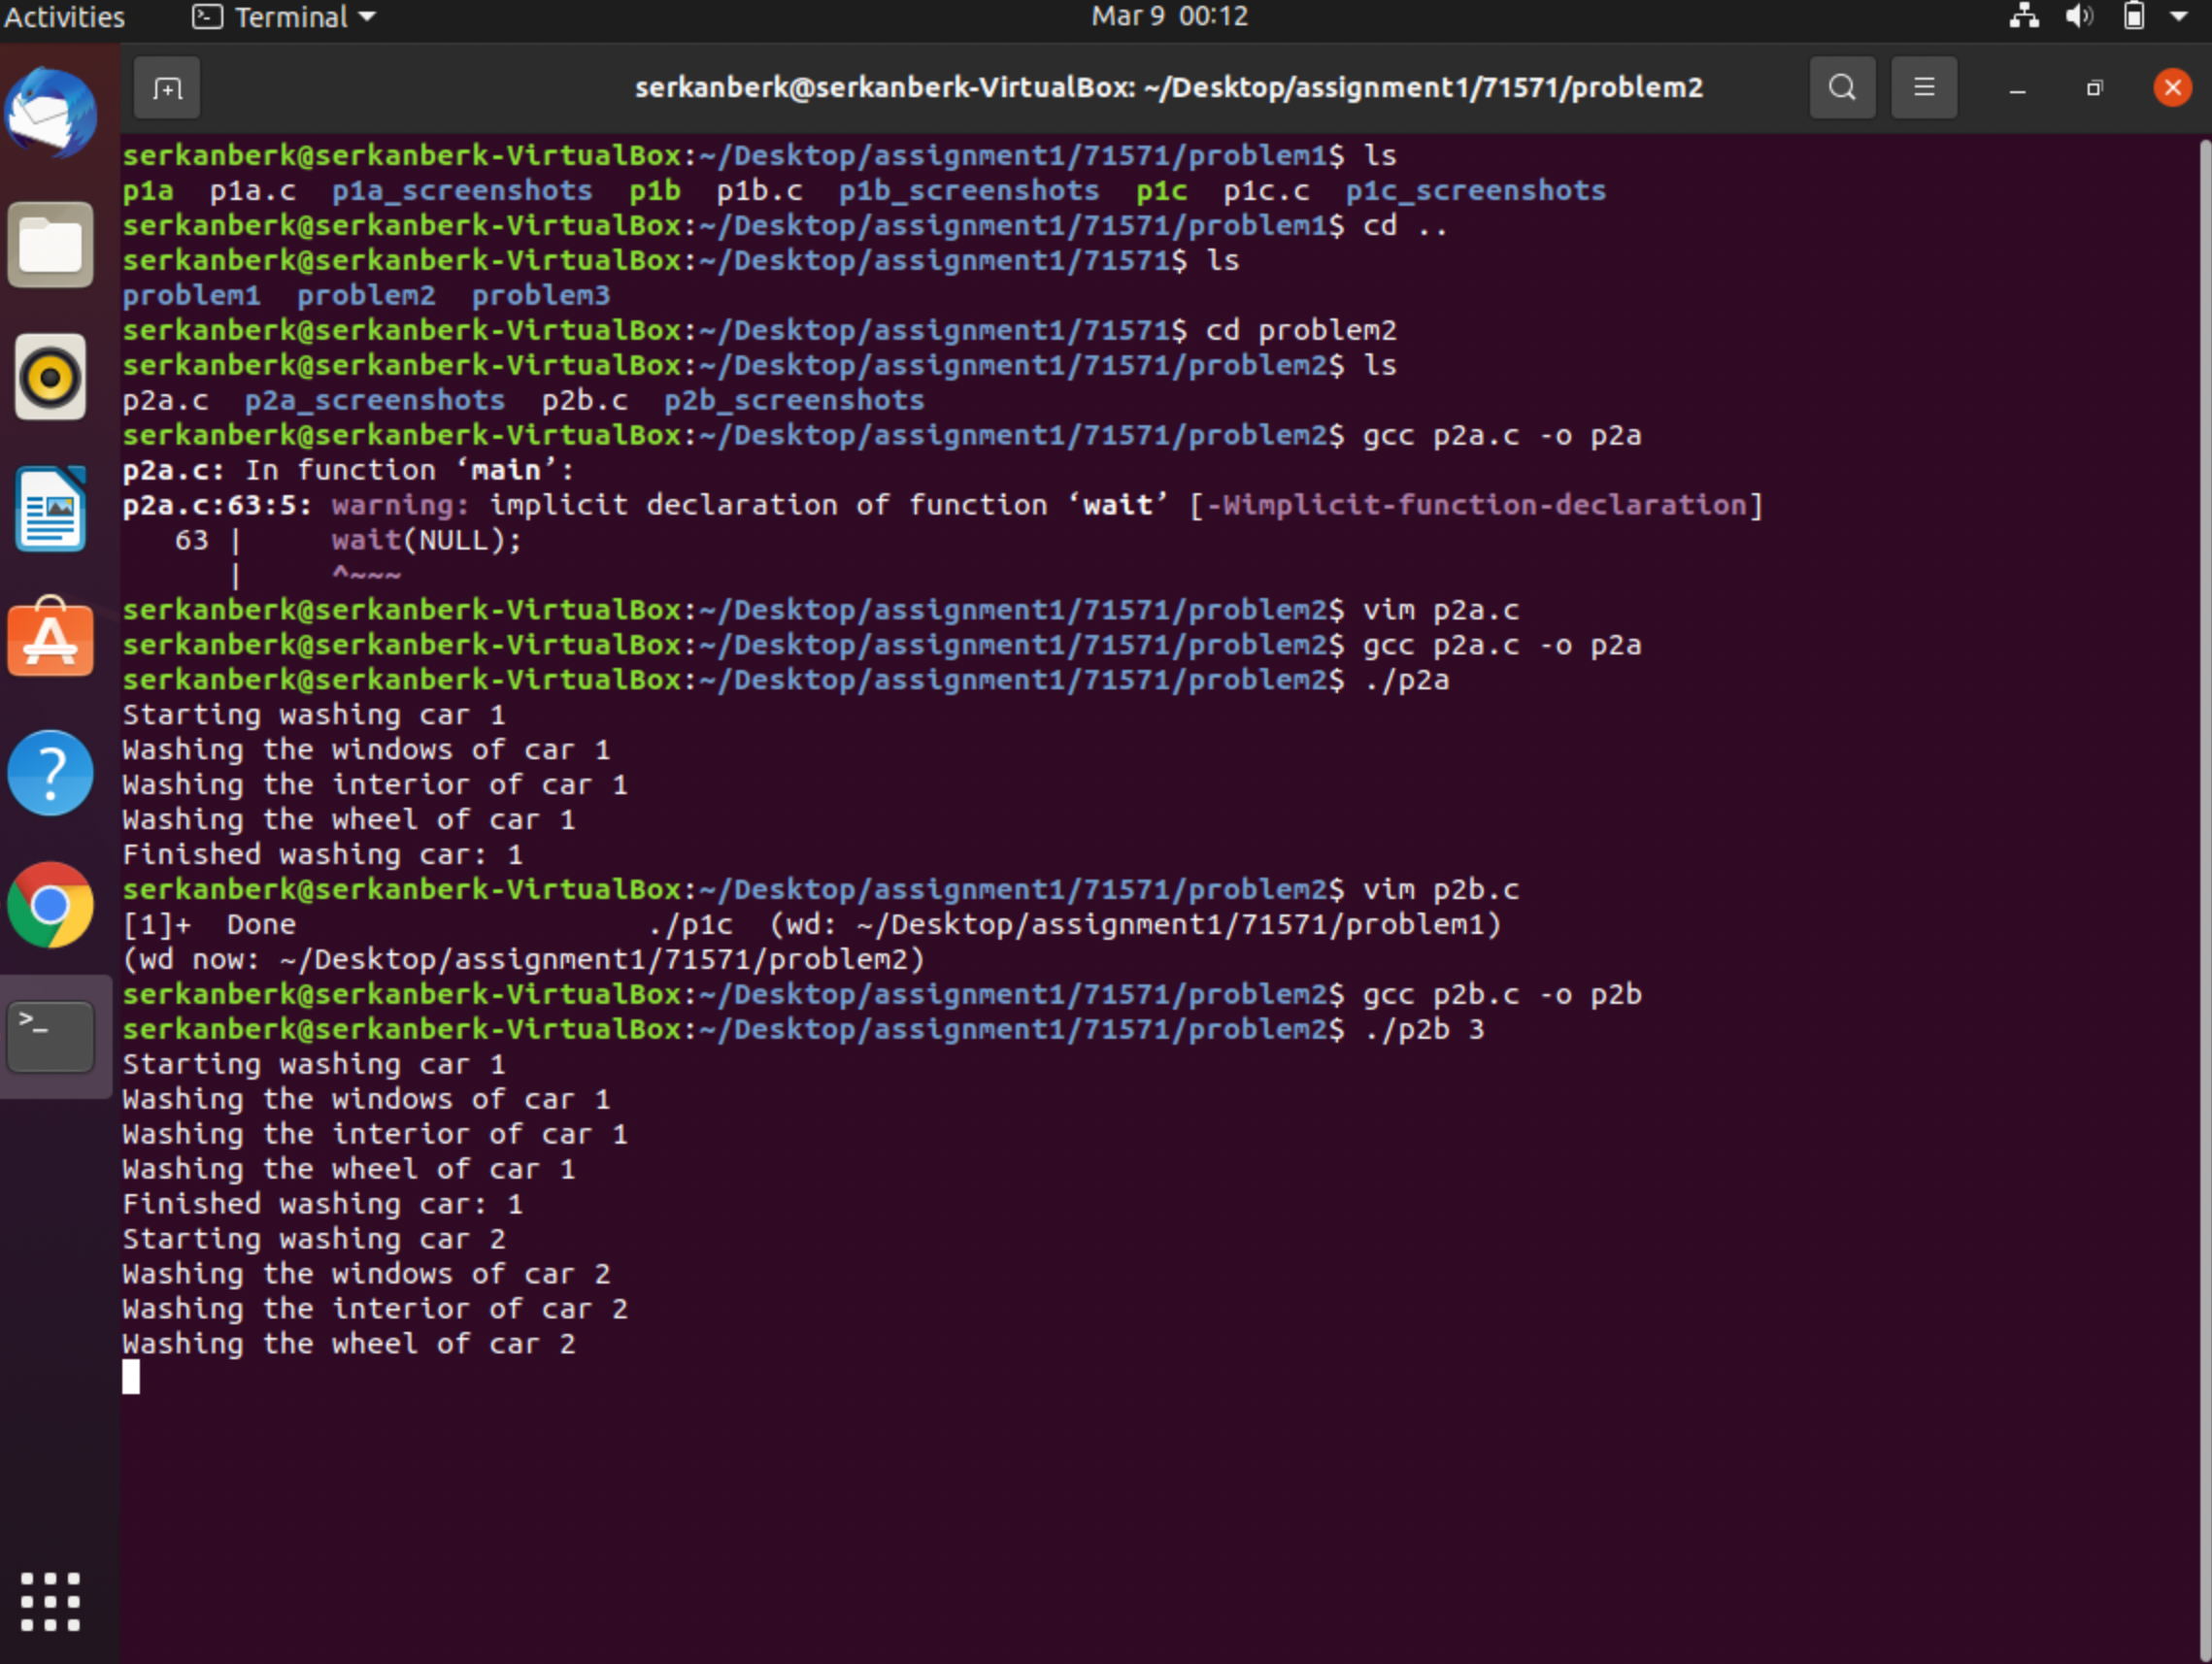 Activities Terminal Mar 9 00:12
serkanberk@serkanberk-VirtualBox: ~/Desktop/assignment1/71571/problem2
serkanberk@serkanberk-VirtualBox:~/Desktop/assignment1/71571/problem1$ ls
p1a p1a.c p1a_screenshots p1b p1b.c p1b_screenshots p1c p1c.c p1c_screenshots
serkanberk@serkanberk-VirtualBox:~/Desktop/assignment1/71571/problem1$ cd ..
serkanberk@serkanberk-VirtualBox:~/Desktop/assignment1/71571$ ls
problem1 problem2 problem3
serkanberk@serkanberk-VirtualBox:~/Desktop/assignment1/71571$ cd problem2
serkanberk@serkanberk-VirtualBox:~/Desktop/assignment1/71571/problem2$ ls
p2a.c p2a_screenshots p2b.c p2b_screenshots
serkanberk@serkanberk-VirtualBox:~/Desktop/assignment1/71571/problem2$ gcc p2a.c -o p2a
p2a.c: In function ‘main’:
p2a.c:63:5: warning: implicit declaration of function ‘wait’ [-Wimplicit-function-declaration]
63 | wait(NULL);
| ^~~~
serkanberk@serkanberk-VirtualBox:~/Desktop/assignment1/71571/problem2$ vim p2a.c
serkanberk@serkanberk-VirtualBox:~/Desktop/assignment1/71571/problem2$ gcc p2a.c -o p2a
serkanberk@serkanberk-VirtualBox:~/Desktop/assignment1/71571/problem2$ ./p2a
Starting washing car 1
Washing the windows of car 1
Washing the interior of car 1
Washing the wheel of car 1
Finished washing car: 1
serkanberk@serkanberk-VirtualBox:~/Desktop/assignment1/71571/problem2$ vim p2b.c
[1]+ Done ./p1c (wd: ~/Desktop/assignment1/71571/problem1)
(wd now: ~/Desktop/assignment1/71571/problem2)
serkanberk@serkanberk-VirtualBox:~/Desktop/assignment1/71571/problem2$ gcc p2b.c -o p2b
serkanberk@serkanberk-VirtualBox:~/Desktop/assignment1/71571/problem2$ ./p2b 3
Starting washing car 1
Washing the windows of car 1
Washing the interior of car 1
Washing the wheel of car 1
Finished washing car: 1
Starting washing car 2
Washing the windows of car 2
Washing the interior of car 2
Washing the wheel of car 2